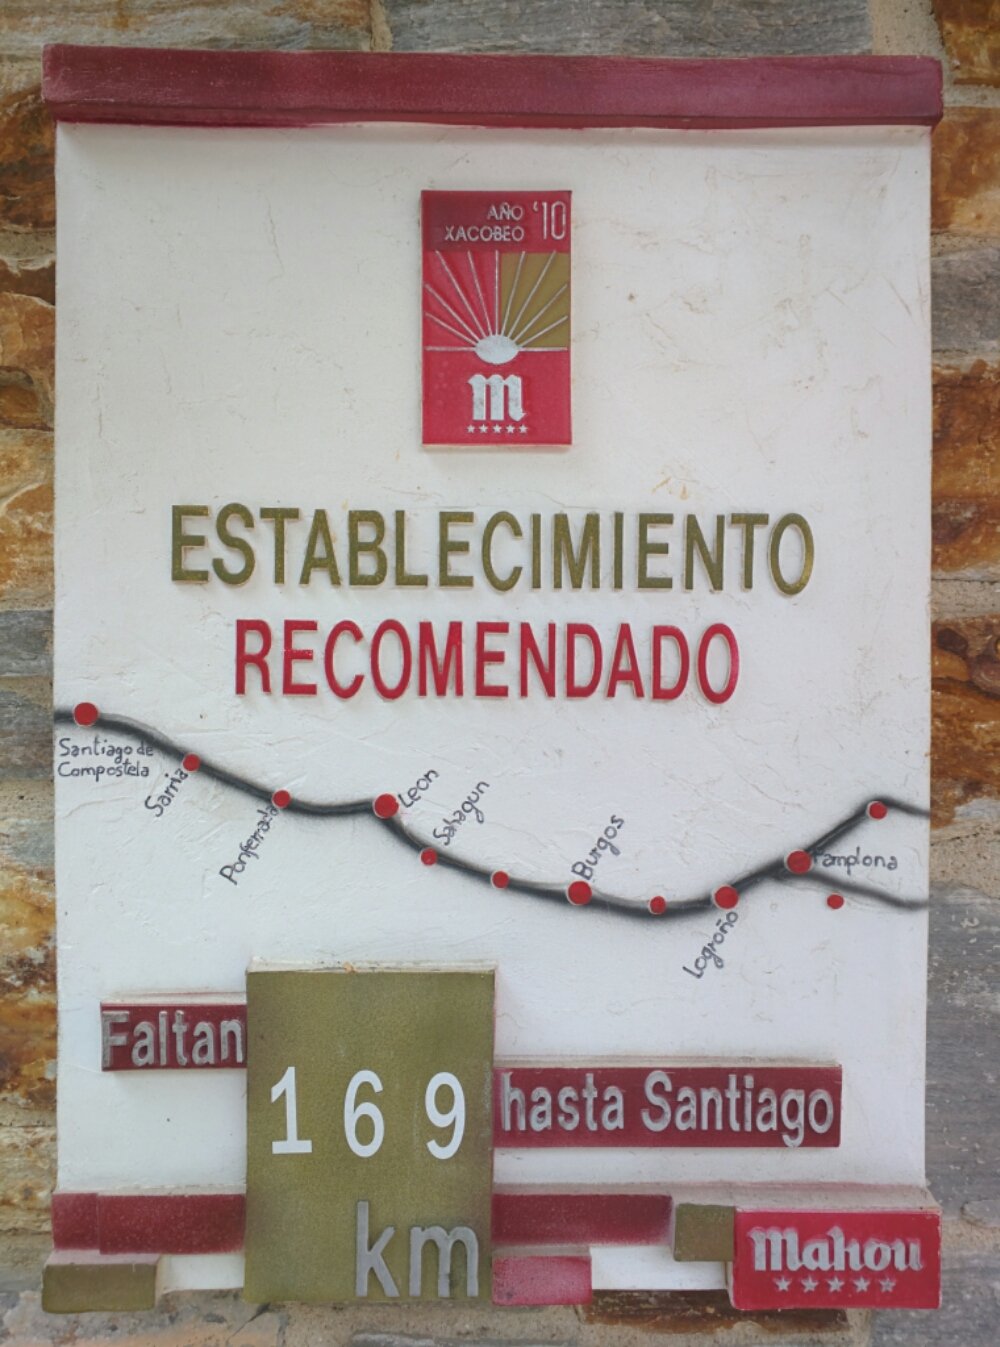 AÑO '10
XACOBEO
m
ESTABLECIMIENTO
RECOMENDADO
Santiago de
Compostela
Sarria
Ponferrada
Leon
Sahagun
Burgos
Logroño
Pamplona
Faltan
169
km
hasta Santiago
Mahou